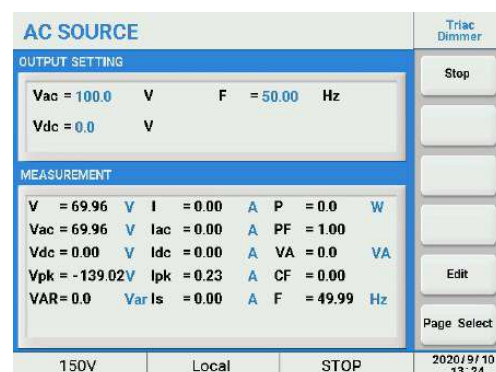 AC SOURCE
Triac
Dimmer
OUTPUT SETTING
Vac = 100.0 V F = 50.00 Hz
Vdc = 0.0 V
Stop
MEASUREMENT
V = 69.96 V I = 0.00 A P = 0.0 W
Vac = 69.96 V Iac = 0.00 A PF = 1.00
Vdc = 0.00 V Idc = 0.00 A VA = 0.0 VA
Vpk = -139.02V Ipk = 0.23 A CF = 0.00
VAR= 0.0 Var Is = 0.00 A F = 49.99 Hz
Edit
Page Select
150V Local STOP 2020/9/10
13:24